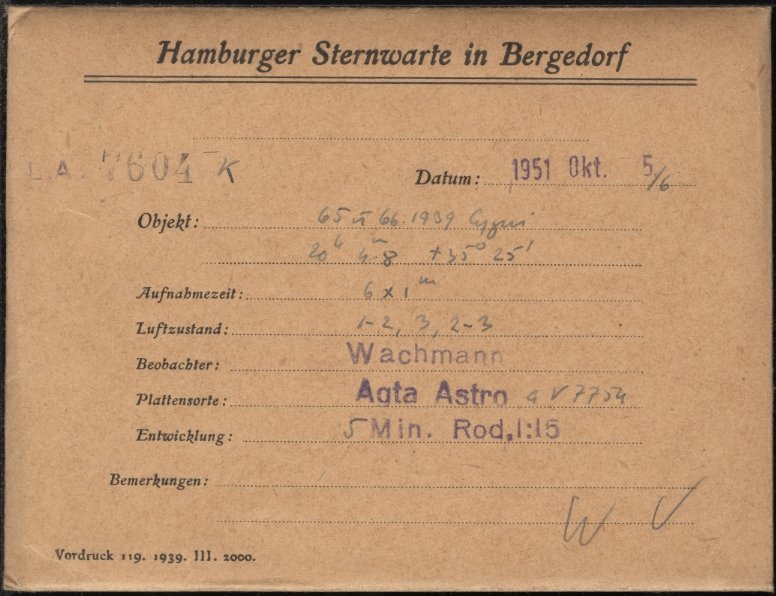 Hamburger Sternwarte in Bergedorf
L.A. 7604 K
Datum: 1951 Okt. 5/6
Objekt: 65 u 66.1939 Cygni
20h 4m8 +35° 25'
Aufnahmezeit: 6 x 1m
Luftzustand: 1-2, 3, 2-3
Beobachter: Wachmann
Plattensorte: Agfa Astro a V 7754
Entwicklung: 5 Min. Rod,1:15
Bemerkungen:
W V
Vordruck 119. 1939. III. 2000.